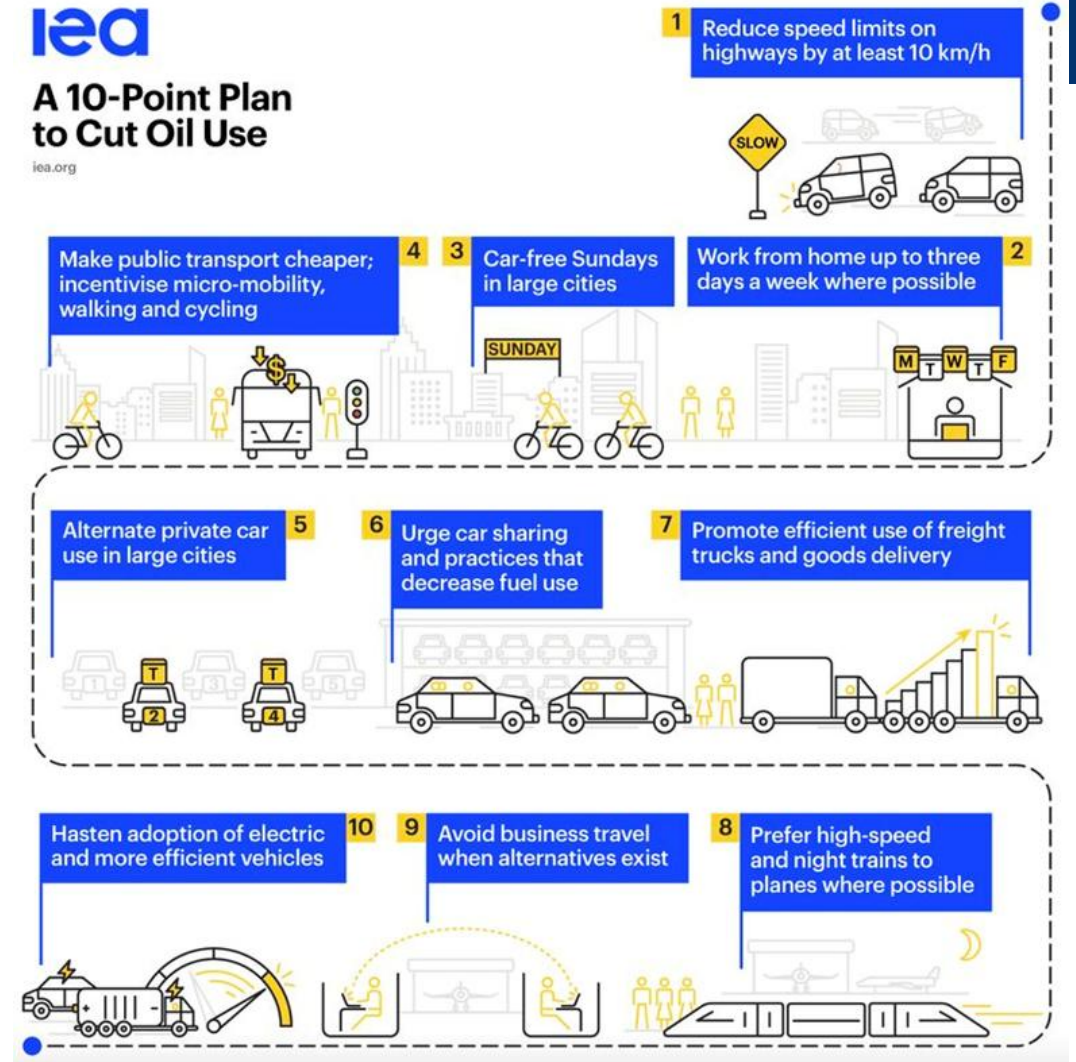 iea
A 10-Point Plan
to Cut Oil Use
iea.org
1
Reduce speed limits on
highways by at least 10 km/h
SLOW
2
Work from home up to three
days a week where possible
M T W T F
3
Car-free Sundays
in large cities
SUNDAY
4
Make public transport cheaper;
incentivise micro-mobility,
walking and cycling
$
5
Alternate private car
use in large cities
T
T
1
2
3
4
5
6
Urge car sharing
and practices that
decrease fuel use
7
Promote efficient use of freight
trucks and goods delivery
8
Prefer high-speed
and night trains to
planes where possible
9
Avoid business travel
when alternatives exist
10
Hasten adoption of electric
and more efficient vehicles